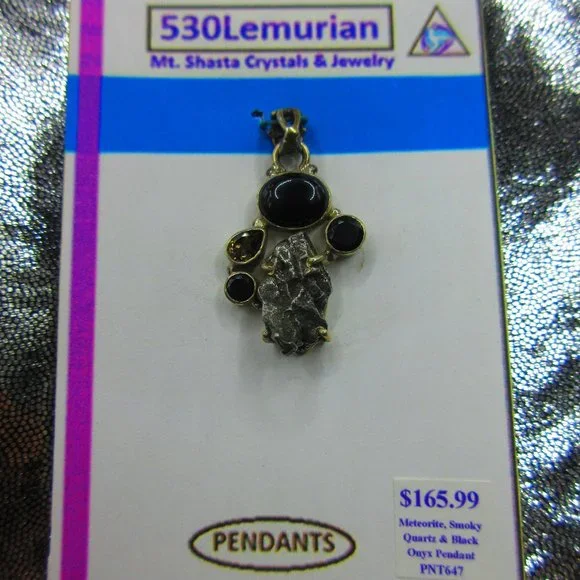 530Lemurian
Mt. Shasta Crystals & Jewelry
$165.99
Meteorite, Smoky
Quartz & Black
Onyx Pendant
PNT647
PENDANTS